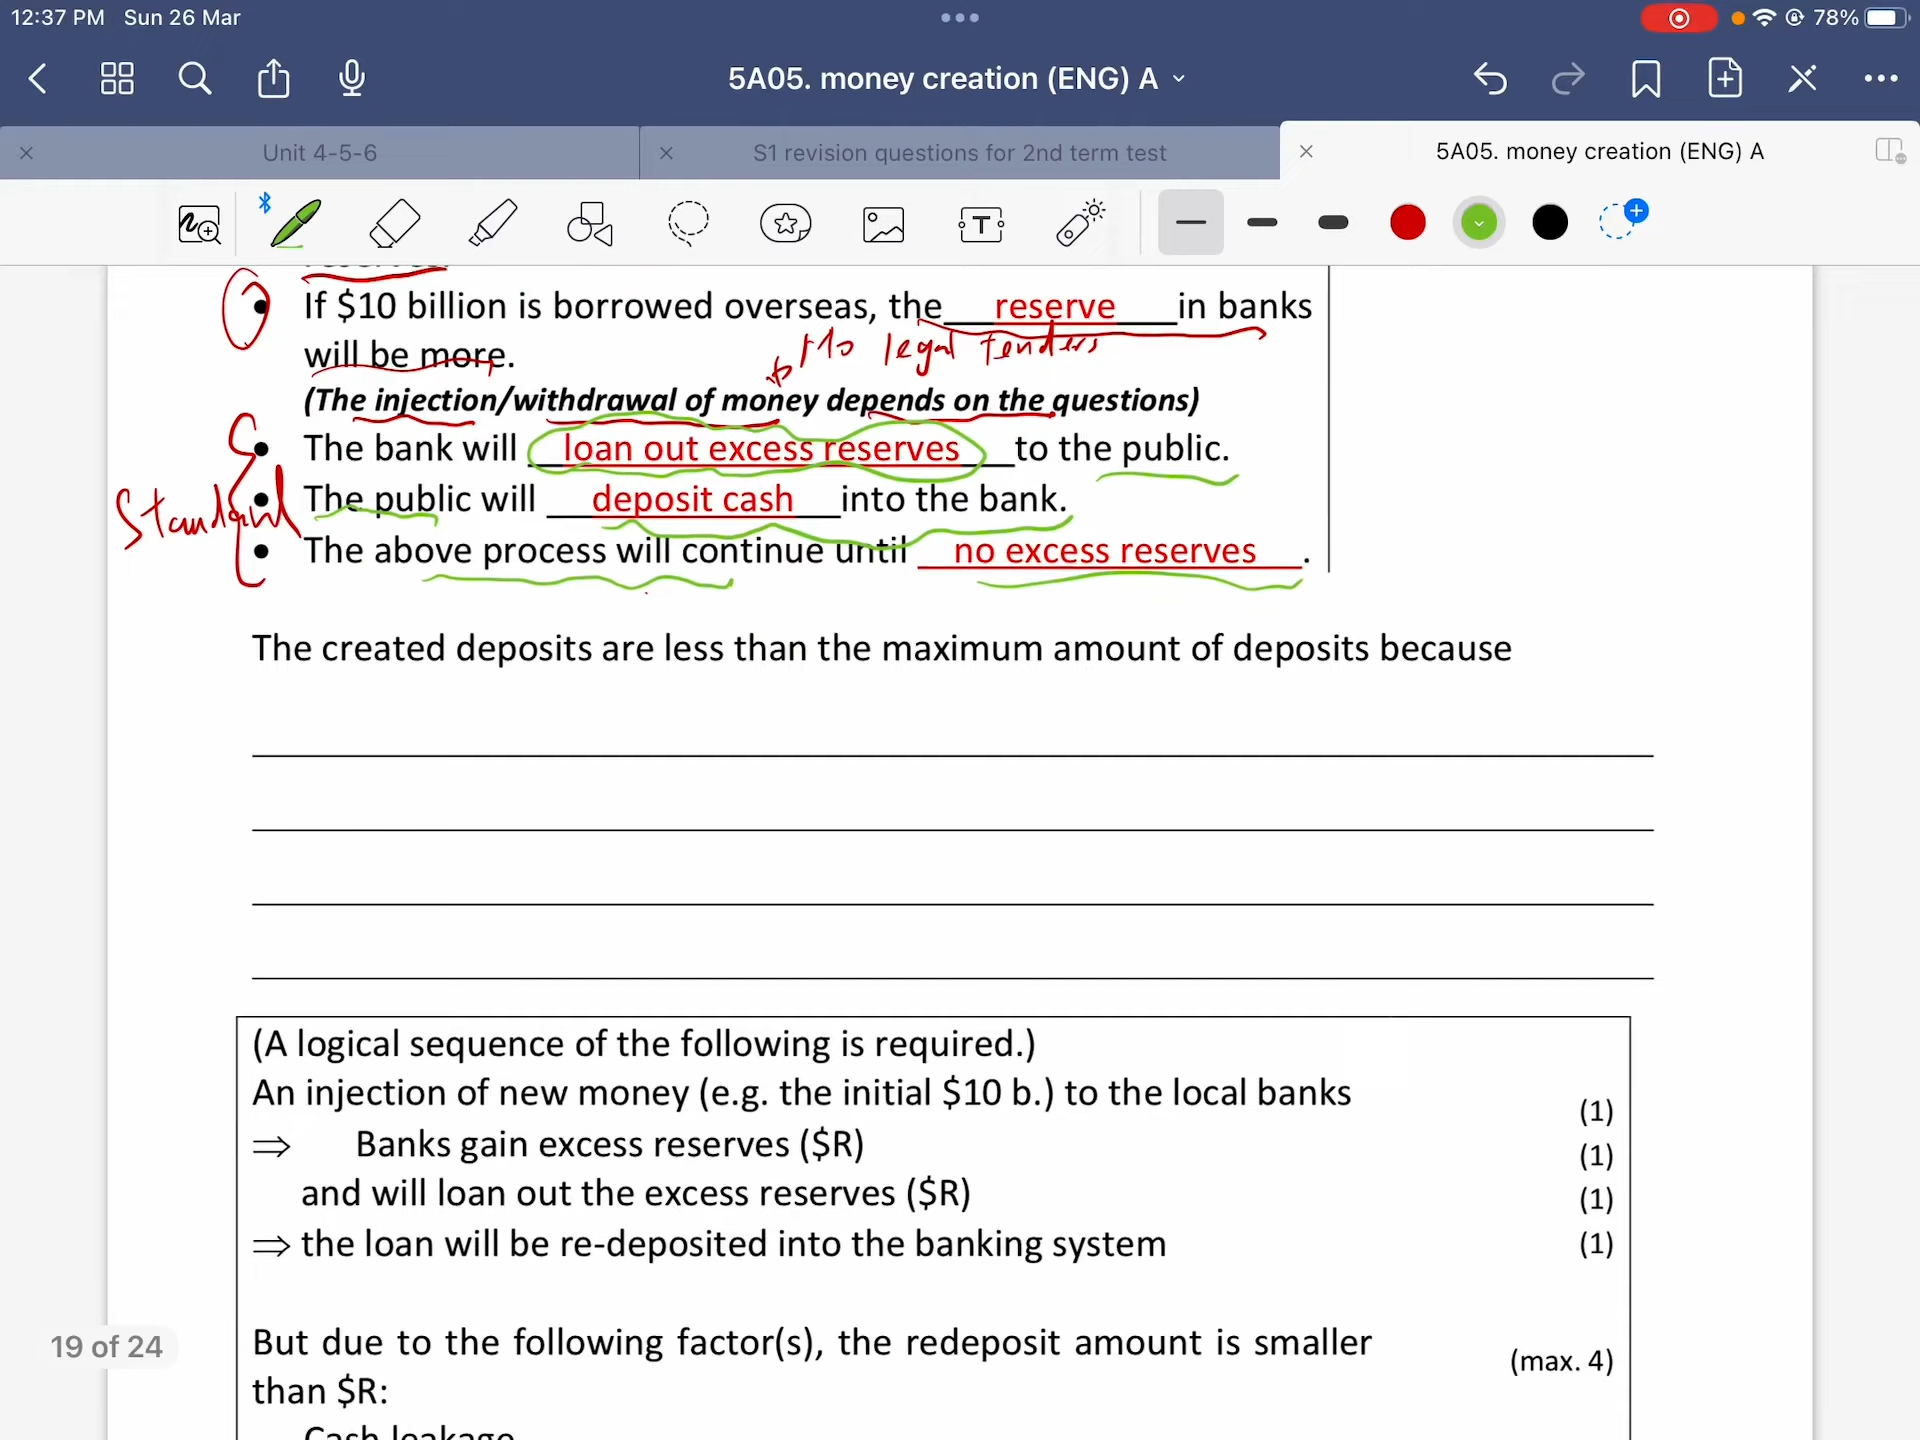 12:37 PM Sun 26 Mar
78%
5A05. money creation (ENG) A
Unit 4-5-6
S1 revision questions for 2nd term test
5A05. money creation (ENG) A
If $10 billion is borrowed overseas, the reserve in banks
will be more.
legal tenders
(The injection/withdrawal of money depends on the questions)
The bank will loan out excess reserves to the public.
The public will deposit cash into the bank.
Standard
The above process will continue until no excess reserves.
The created deposits are less than the maximum amount of deposits because
(A logical sequence of the following is required.)
An injection of new money (e.g. the initial $10 b.) to the local banks (1)
⇒ Banks gain excess reserves ($R) (1)
and will loan out the excess reserves ($R) (1)
⇒ the loan will be re-deposited into the banking system (1)
But due to the following factor(s), the redeposit amount is smaller (max. 4)
than $R:
Cash leakage
19 of 24